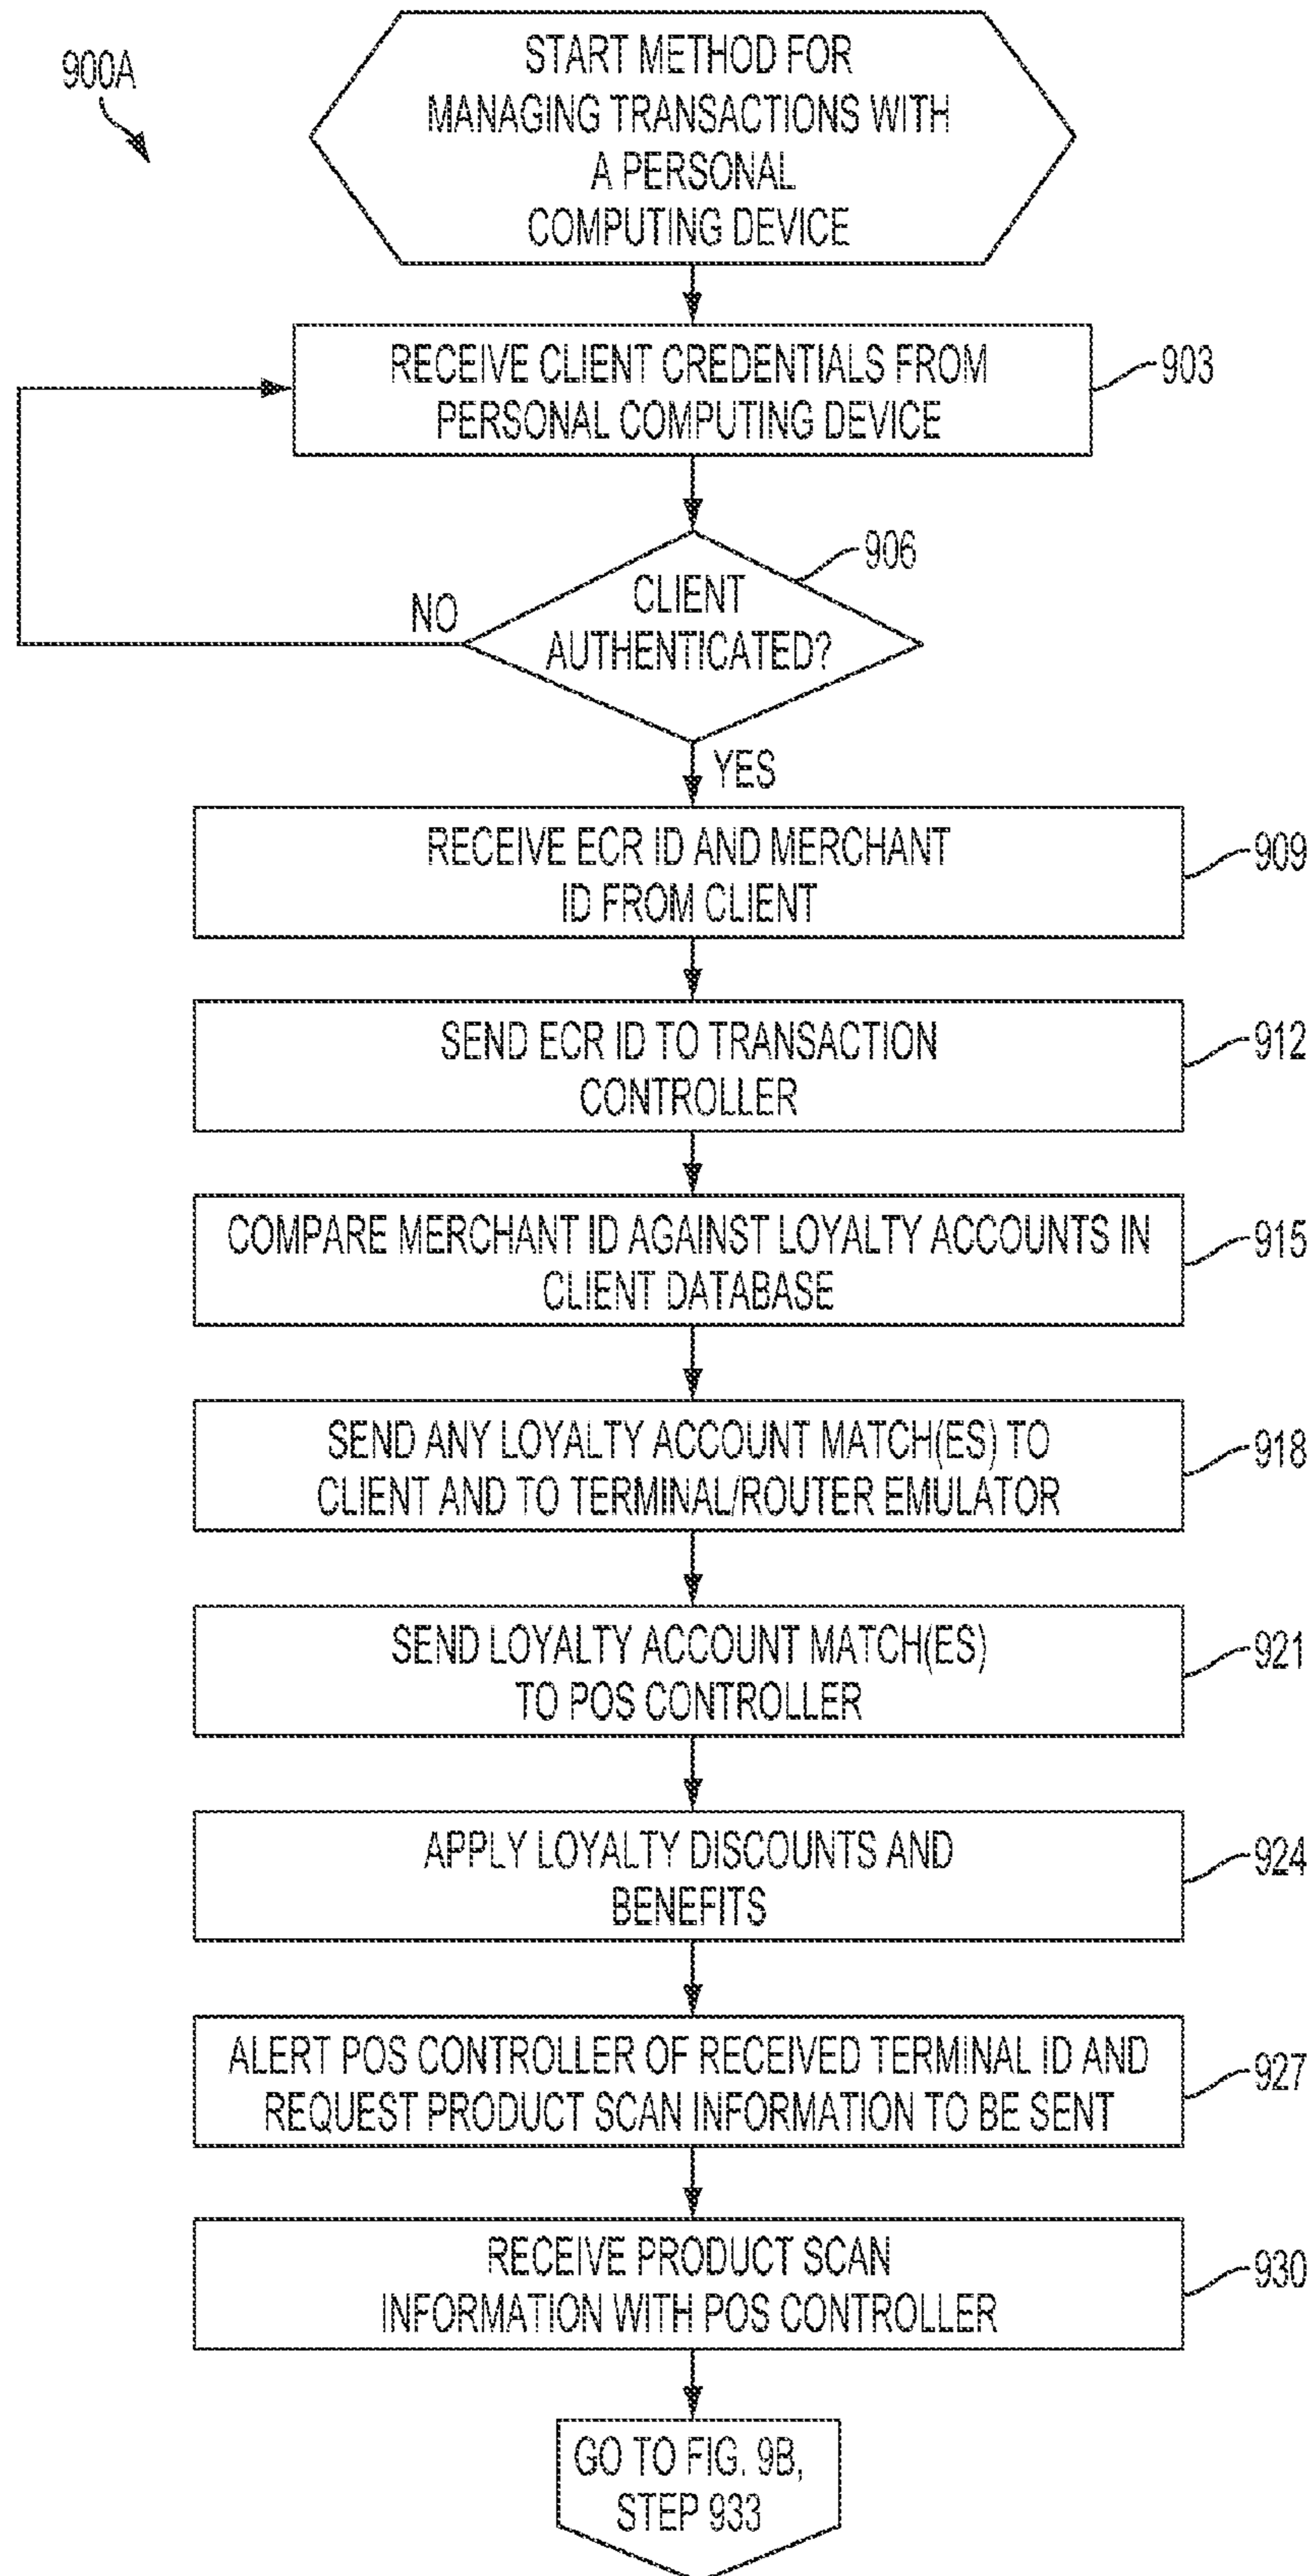 900A
START METHOD FOR
MANAGING TRANSACTIONS WITH
A PERSONAL
COMPUTING DEVICE
RECEIVE CLIENT CREDENTIALS FROM
PERSONAL COMPUTING DEVICE
903
CLIENT
AUTHENTICATED?
906
NO
YES
RECEIVE ECR ID AND MERCHANT
ID FROM CLIENT
909
SEND ECR ID TO TRANSACTION
CONTROLLER
912
COMPARE MERCHANT ID AGAINST LOYALTY ACCOUNTS IN
CLIENT DATABASE
915
SEND ANY LOYALTY ACCOUNT MATCH(ES) TO
CLIENT AND TO TERMINAL/ROUTER EMULATOR
918
SEND LOYALTY ACCOUNT MATCH(ES)
TO POS CONTROLLER
921
APPLY LOYALTY DISCOUNTS AND
BENEFITS
924
ALERT POS CONTROLLER OF RECEIVED TERMINAL ID AND
REQUEST PRODUCT SCAN INFORMATION TO BE SENT
927
RECEIVE PRODUCT SCAN
INFORMATION WITH POS CONTROLLER
930
GO TO FIG. 9B,
STEP 933